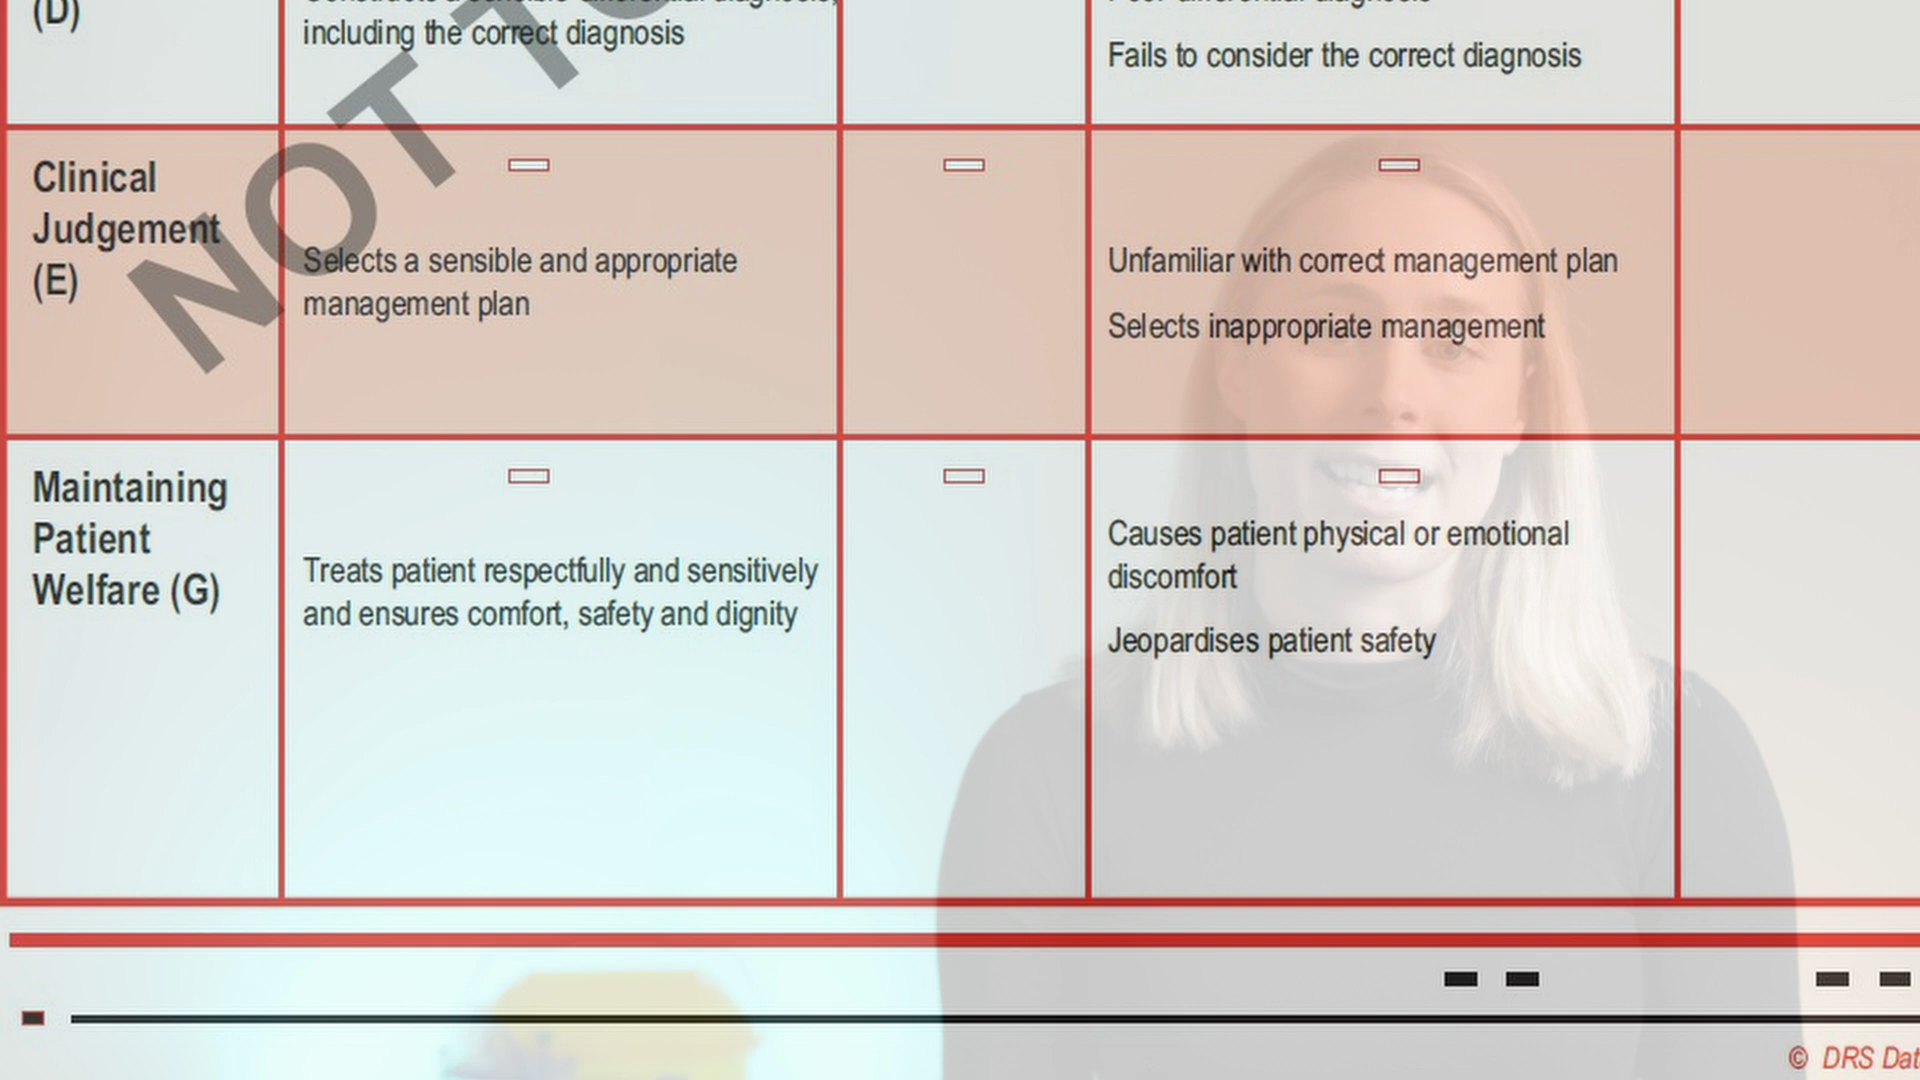 (D)
including the correct diagnosis
Fails to consider the correct diagnosis
Clinical
Judgement
(E)
Selects a sensible and appropriate
management plan
Unfamiliar with correct management plan
Selects inappropriate management
Maintaining
Patient
Welfare (G)
Treats patient respectfully and sensitively
and ensures comfort, safety and dignity
Causes patient physical or emotional
discomfort
Jeopardises patient safety
NOT
© DRS Dat